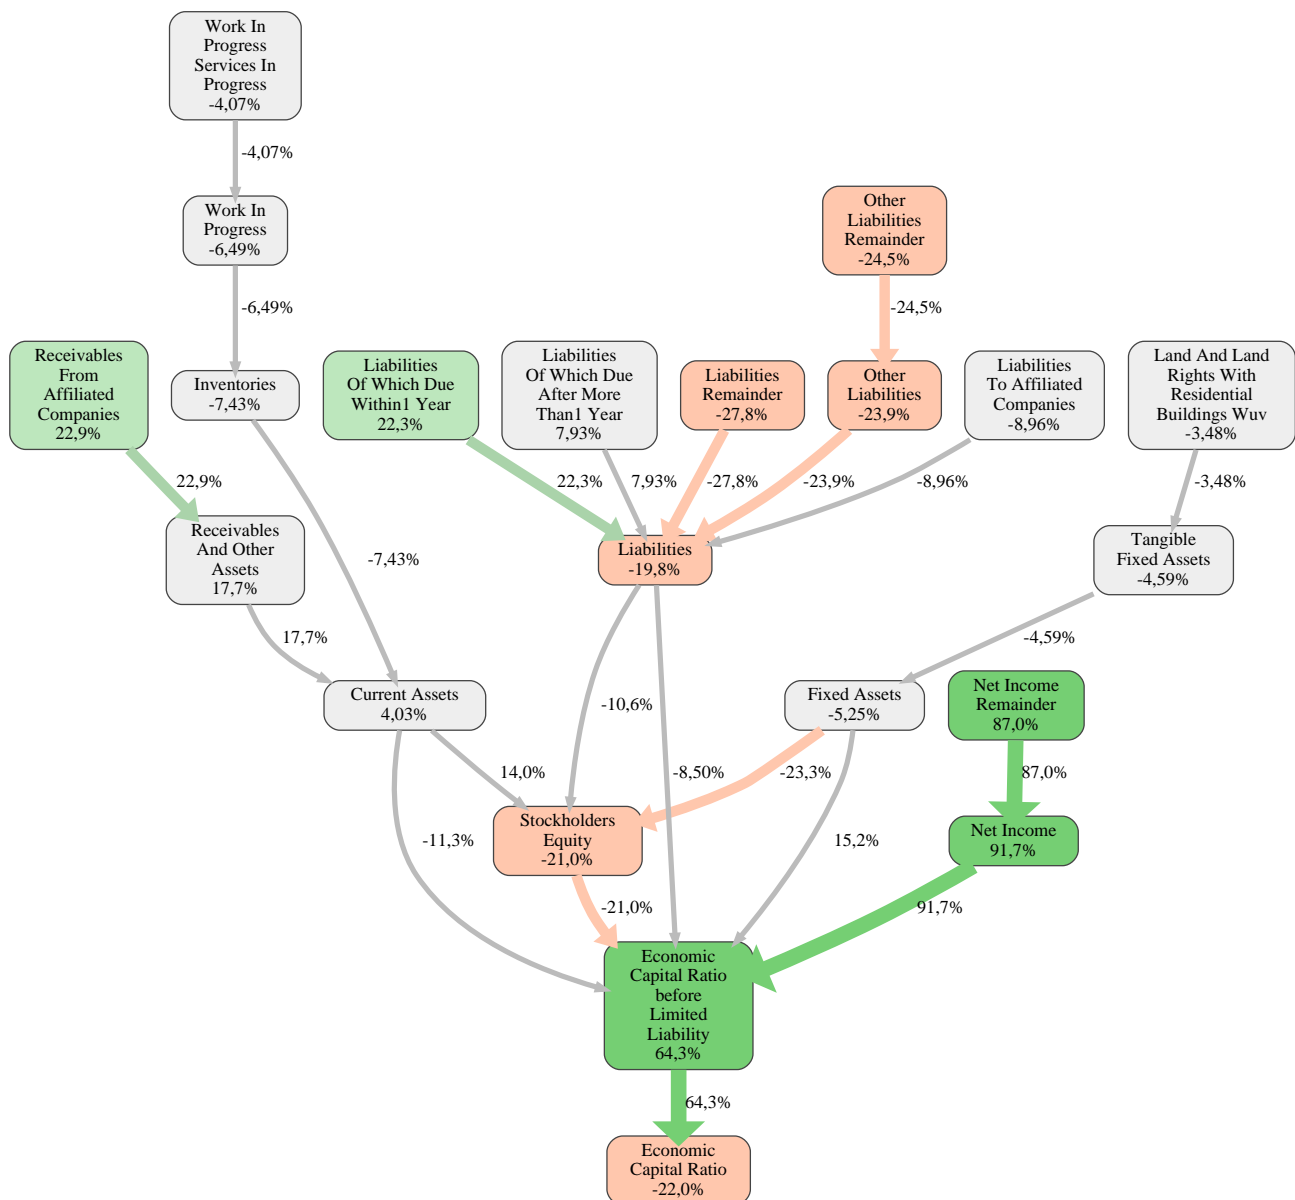 Work In
Progress
Services In
Progress
-4,07%
-4,07%
Work In
Progress
-6,49%
Other
Liabilities
Remainder
-24,5%
-6,49%
-24,5%
Receivables
From
Affiliated
Companies
22,9%
Inventories
-7,43%
Liabilities
Of Which Due
Within1 Year
22,3%
Liabilities
Of Which Due
After More
Than1 Year
7,93%
Liabilities
Remainder
-27,8%
Other
Liabilities
-23,9%
Liabilities
To Affiliated
Companies
-8,96%
Land And Land
Rights With
Residential
Buildings Wuv
-3,48%
22,9%
22,3%
7,93%
-27,8%
-23,9%
-8,96%
-3,48%
Receivables
And Other
Assets
17,7%
-7,43%
Liabilities
-19,8%
Tangible
Fixed Assets
-4,59%
17,7%
-4,59%
Current Assets
4,03%
-10,6%
Fixed Assets
-5,25%
Net Income
Remainder
87,0%
14,0%
-8,50%
-23,3%
87,0%
-11,3%
Stockholders
Equity
-21,0%
15,2%
Net Income
91,7%
-21,0%
91,7%
Economic
Capital Ratio
before
Limited
Liability
64,3%
64,3%
Economic
Capital Ratio
-22,0%